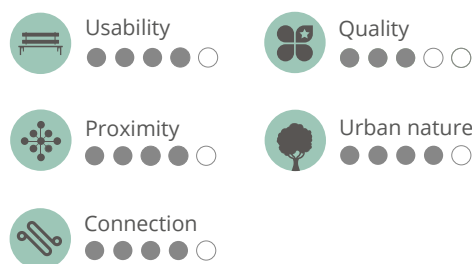 Usability
Quality
Proximity
Urban nature
Connection